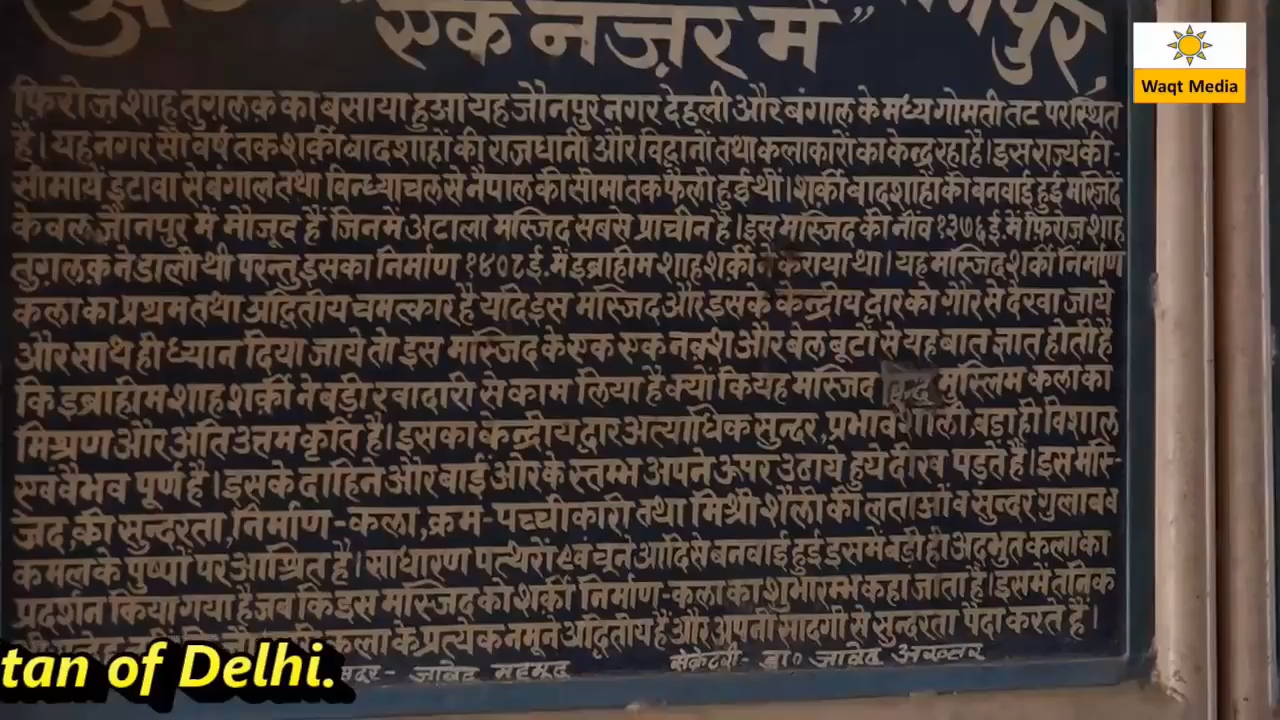 एक नज़र में”
Waqt Media
फ़िरोज़ शाह तुग़लक़ का बसाया हुआ यह जौनपुर नगर देहली और बंगाल के मध्य गोमती तट पर स्थित
है। यह नगर सौ वर्ष तक शर्क़ी बादशाहों की राजधानी और विद्वानों तथा कलाकारों का केन्द्र रहा है। इस राज्य की-
सीमायें इटावा से बंगाल तथा विन्ध्याचल से नैपाल की सीमा तक फैली हुई थीं। शर्क़ी बादशाहों की बनवाई हुई मस्जिदें
केवल जौनपुर में मौजूद हैं जिनमें अटाला मस्जिद सबसे प्राचीन है। इस मस्जिद की नींव १३७६ ई. में फ़िरोज़ शाह
तुग़लक़ ने डाली थी परन्तु इसका निर्माण १४०८ ई. में इब्राहीम शाह शर्क़ी ने कराया था। यह मस्जिद शर्की निर्माण
कला का प्रथम तथा अद्वितीय चमत्कार है यदि इस मस्जिद और इसके केन्द्रीय द्वार को ग़ौर से देखा जाये
और साथ ही ध्यान दिया जाये तो इस मस्जिद के एक एक नक़्श और बेल बूटों से यह बात ज्ञात होती है
कि इब्राहीम शाह शर्क़ी ने बड़ी रवादारी से काम लिया है क्यों कि यह मस्जिद मुस्लिम कला का
मिश्रण और अति उत्तम कृति है। इसका केन्द्रीय द्वार अत्याधिक सुन्दर, प्रभावशाली, बड़ा ही विशाल
एवं वैभव पूर्ण है। इसके दाहिने और बाईं ओर के स्तम्भ अपने ऊपर उठाये हुये दीख पड़ते हैं। इस मस्-
जिद, की सुन्दरता, निर्माण-कला, क्रम-पच्चीकारी तथा मिश्री शैली की लताओं व सुन्दर गुलाब व
कमल के पुष्पों पर आश्रित है। साधारण पत्थरों एवं चूने आदि से बनवाई हुई इसमें बड़ी ही अद्भुत कला का
प्रदर्शन किया गया है जब कि इस मस्जिद को शर्क़ी निर्माण-कला का शुभारम्भ कहा जाता है। इसमें तनिक
कला के प्रत्येक नमूने अद्वितीय हैं और अपनी सादगी से सुन्दरता पैदा करते हैं।
सदर- जावेद महमूद सेक्रेटरी- डा० जावेद अख्तर
tan of Delhi.